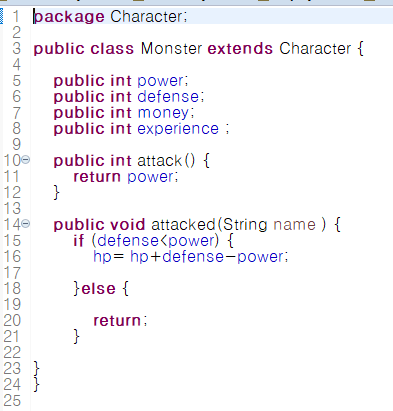 1 package Character;
2
3 public class Monster extends Character {
4
5 public int power;
6 public int defense;
7 public int money;
8 public int experience ;
9
10 public int attack() {
11 return power;
12 }
13
14 public void attacked(String name ) {
15 if (defense<power) {
16 hp= hp+defense-power;
17
18 }else {
19
20 return;
21 }
22
23 }
24 }
25